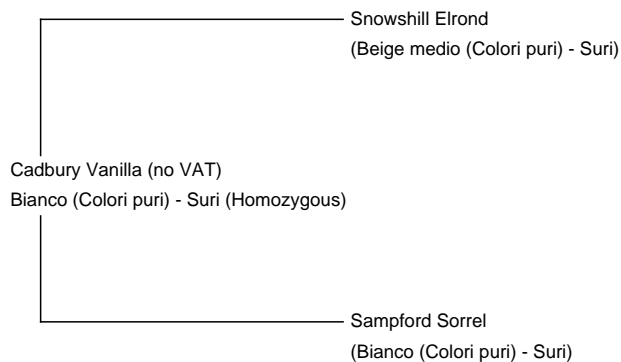 Snowshill Elrond
(Beige medio (Colori puri) - Suri)
Cadbury Vanilla (no VAT)
Bianco (Colori puri) - Suri (Homozygous)
Sampford Sorrel
(Bianco (Colori puri) - Suri)